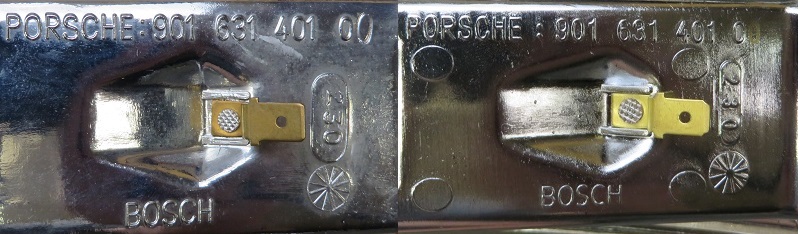 PORSCHE : 901 631 401 00
230
BOSCH
PORSCHE : 901 631 401 0
230
BOSCH